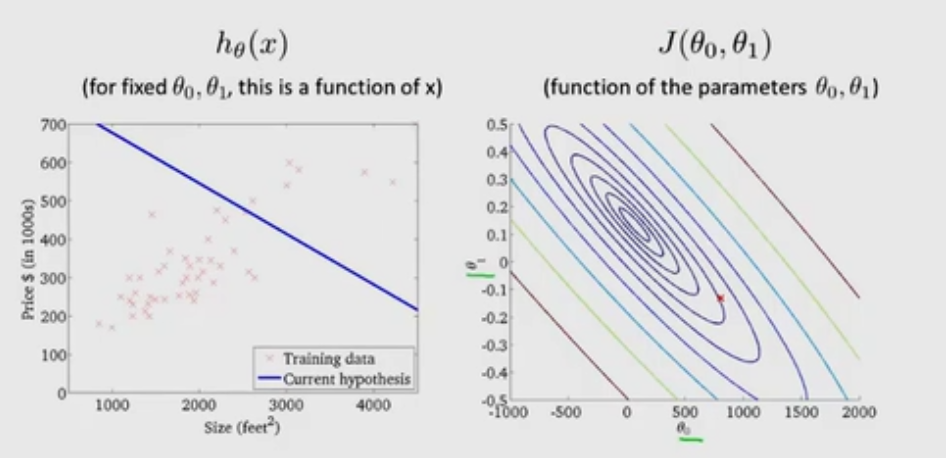 hθ(x)
(for fixed θ₀, θ₁, this is a function of x)
700
600
500
400
300
200
100
0
1000 2000 3000 4000
Price $ (in 1000s)
Size (feet²)
Training data
Current hypothesis
J(θ₀, θ₁)
(function of the parameters θ₀, θ₁)
0.5
0.4
0.3
0.2
0.1
0
-0.1
-0.2
-0.3
-0.4
-0.5
-1000 -500 0 500 1000 1500 2000
θ₁
θ₀